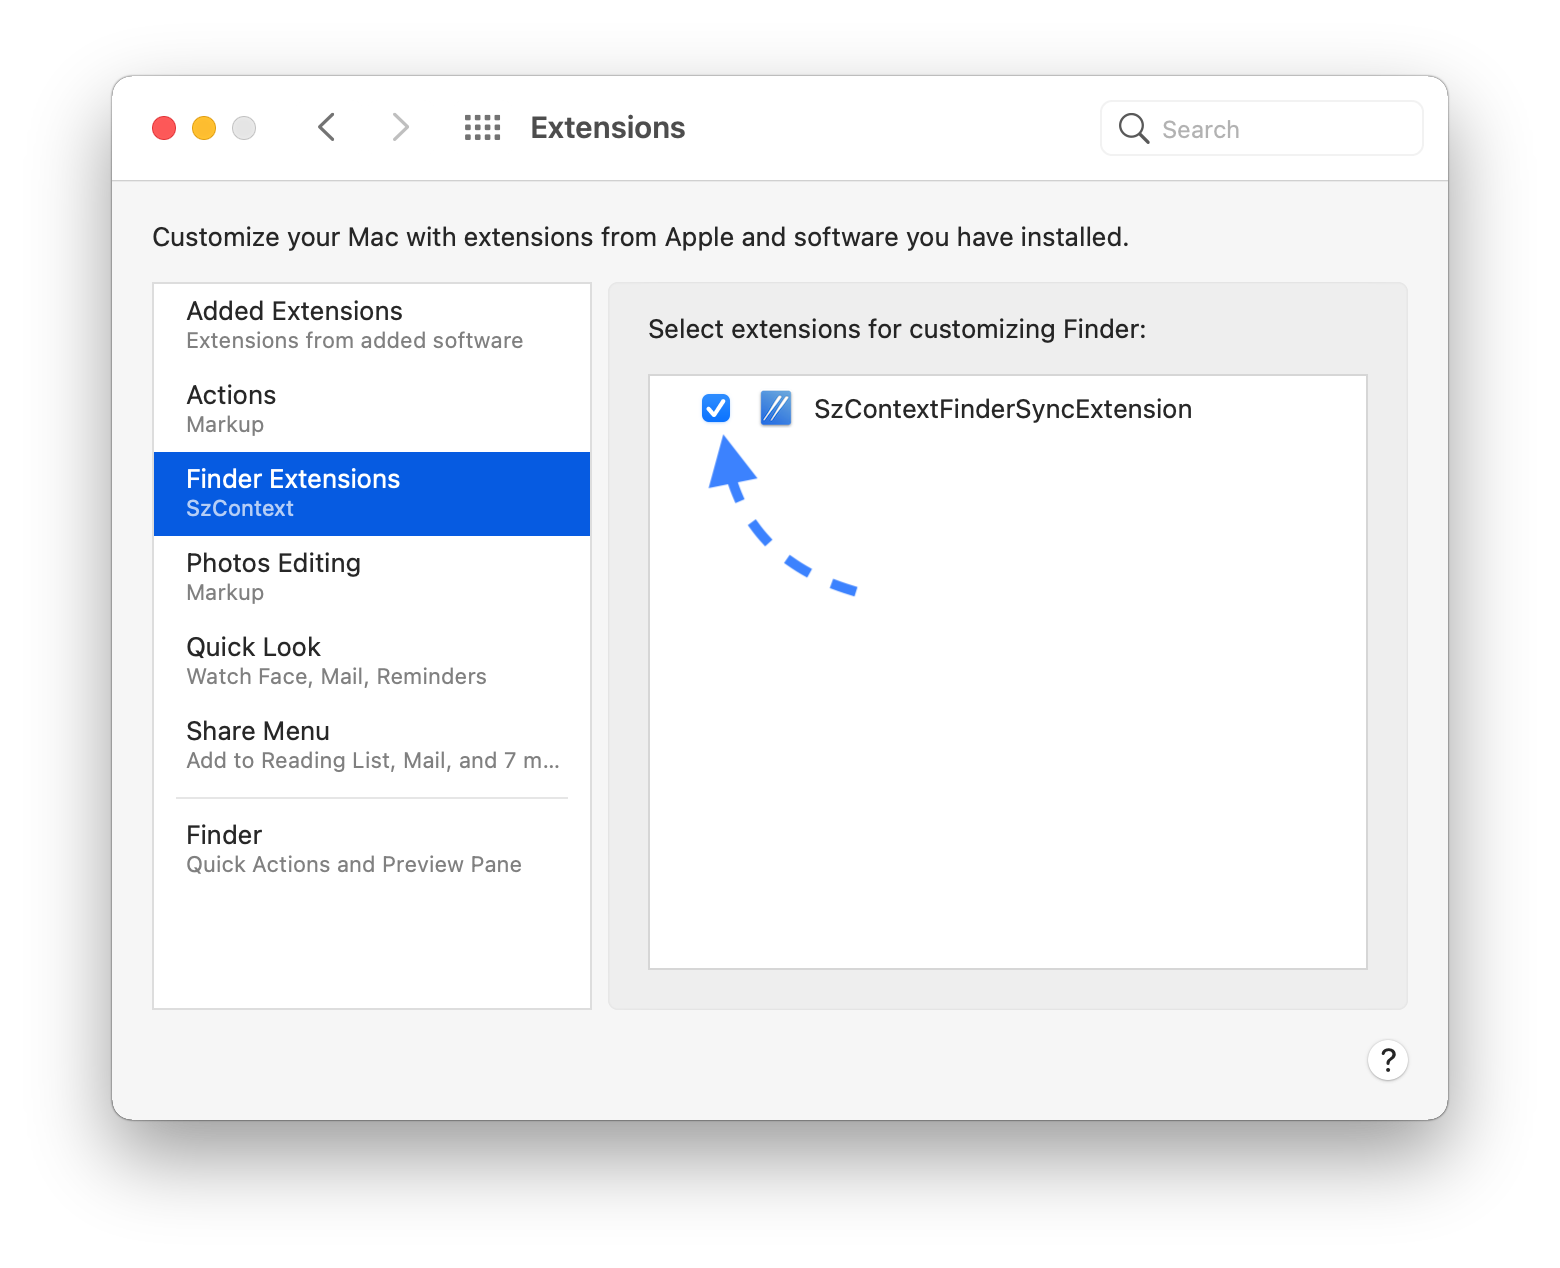 Extensions
Search
Customize your Mac with extensions from Apple and software you have installed.
Added Extensions
Extensions from added software
Actions
Markup
Finder Extensions
SzContext
Photos Editing
Markup
Quick Look
Watch Face, Mail, Reminders
Share Menu
Add to Reading List, Mail, and 7 m...
Finder
Quick Actions and Preview Pane
Select extensions for customizing Finder:
SzContextFinderSyncExtension
?